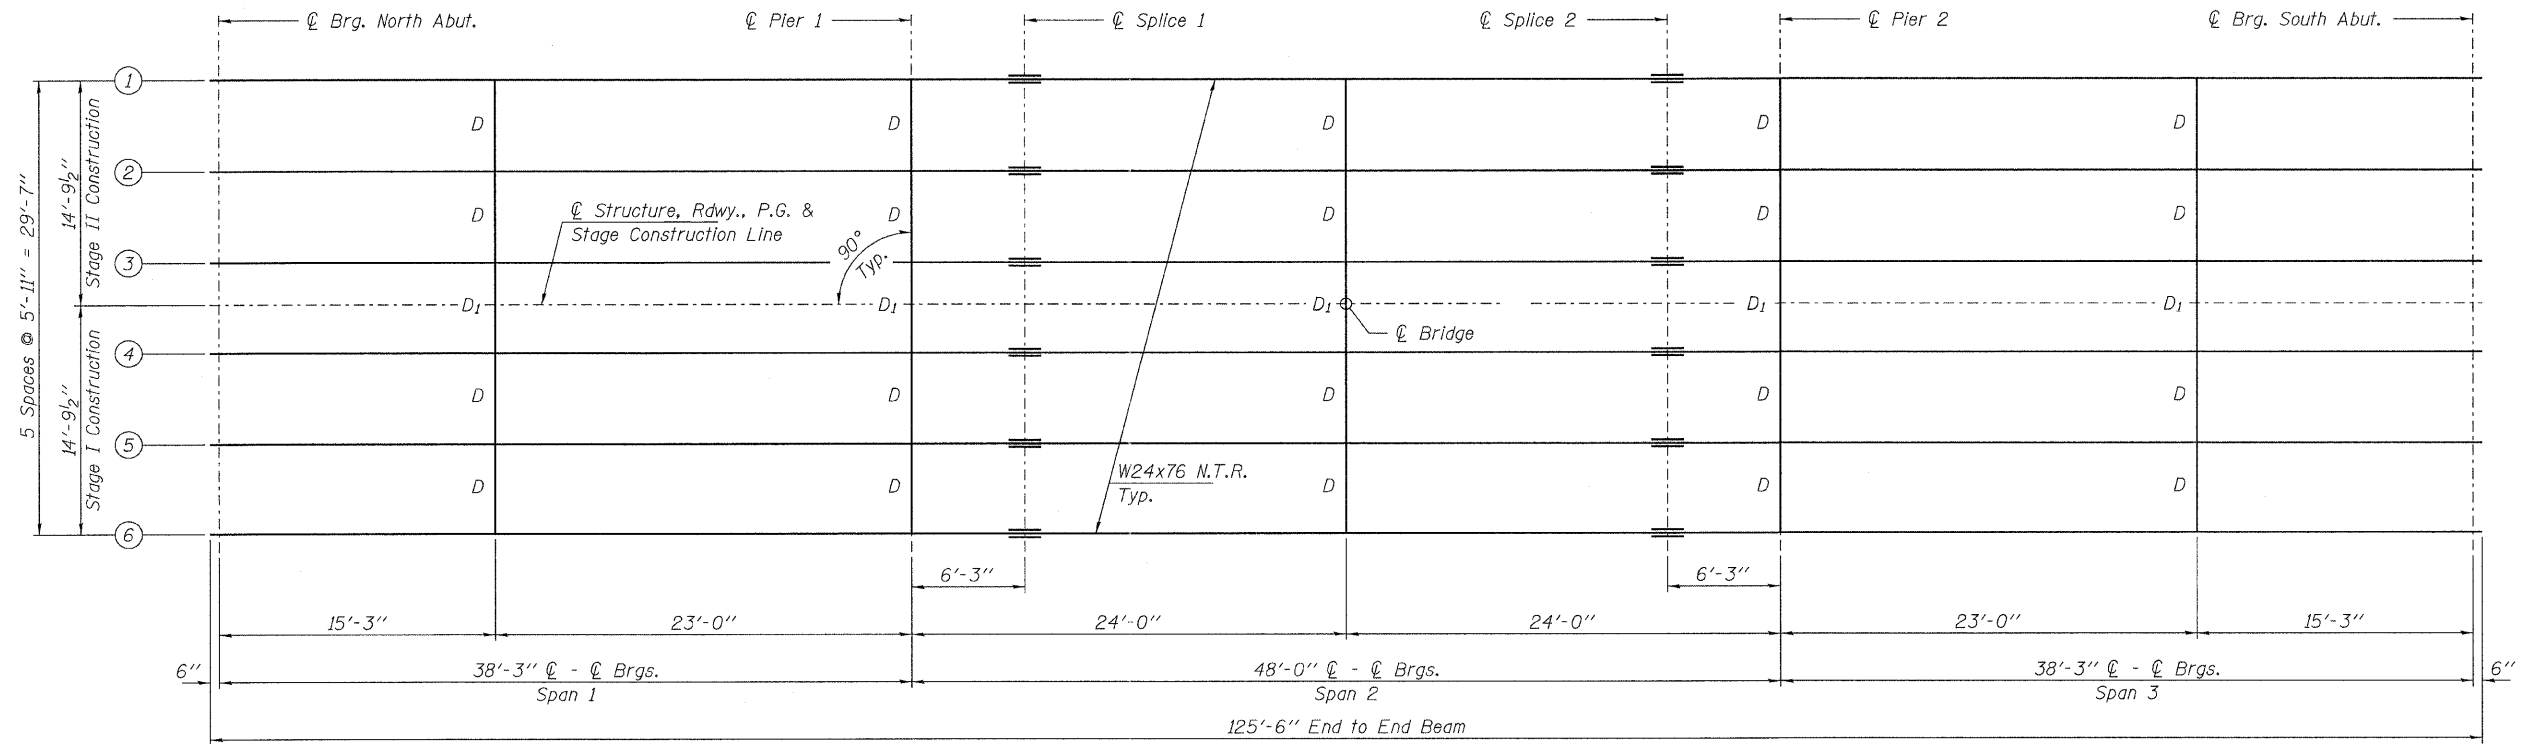 ℄ Brg. North Abut.
℄ Pier 1
℄ Splice 1
℄ Splice 2
℄ Pier 2
℄ Brg. South Abut.
1
D D D D D
2
D D D D D
℄ Structure, Rdwy., P.G. &
Stage Construction Line
90°
Typ.
3
D1 D1 D1 D1 D1
℄ Bridge
4
D D D D D
5
W24x76 N.T.R.
Typ.
D D D D D
6
5 Spaces @ 5'-11" = 29'-7"
14'-9½"
Stage II Construction
14'-9½"
Stage I Construction
6'-3" 6'-3"
15'-3" 23'-0" 24'-0" 24'-0" 23'-0" 15'-3"
6" 38'-3" ℄ - ℄ Brgs. 48'-0" ℄ - ℄ Brgs. 38'-3" ℄ - ℄ Brgs. 6"
Span 1 Span 2 Span 3
125'-6" End to End Beam